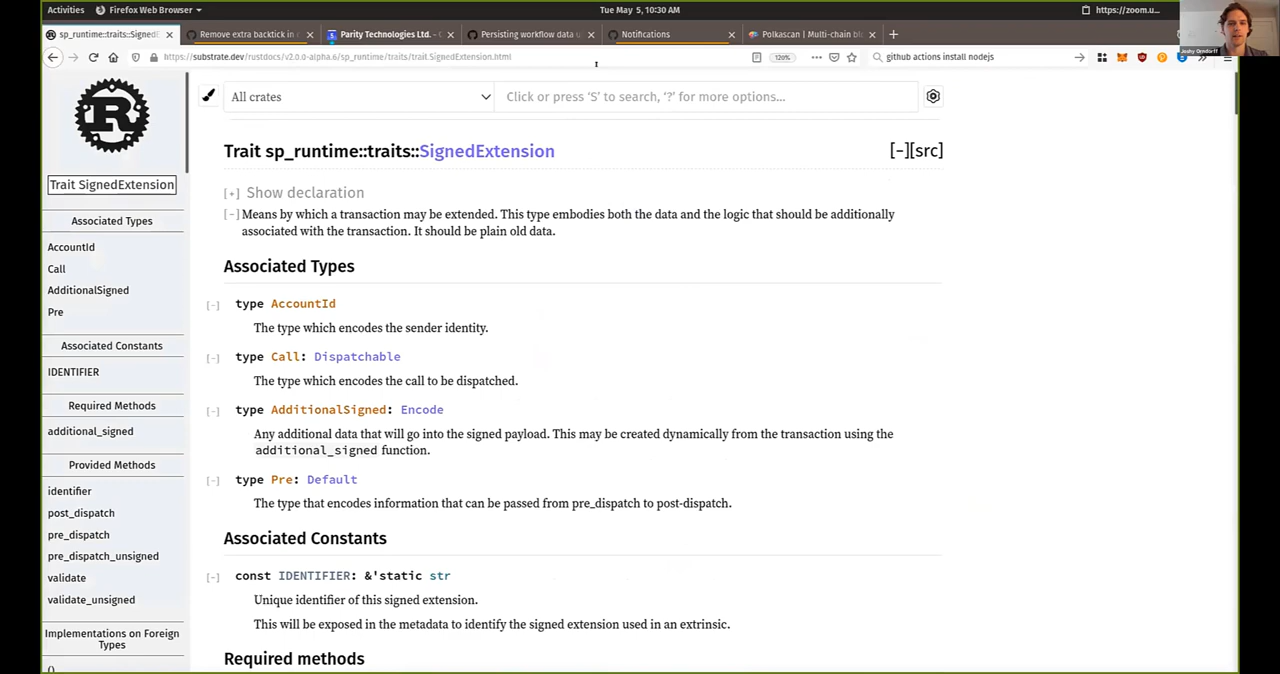 Activities Firefox Web Browser Tue May 5, 10:30 AM https://zoom.u...
sp_runtime::traits::SignedE Remove extra backtick in Parity Technologies Ltd. - Persisting workflow data Notifications Polkascan | Multi-chain
https://substrate.dev/rustdocs/v2.0.0-alpha.6/sp_runtime/traits/trait.SignedExtension.html 120% github actions install nodejs
All crates Click or press ‘S’ to search, ‘?’ for more options…
Trait SignedExtension
Associated Types
AccountId
Call
AdditionalSigned
Pre
Associated Constants
IDENTIFIER
Required Methods
additional_signed
Provided Methods
identifier
post_dispatch
pre_dispatch
pre_dispatch_unsigned
validate
validate_unsigned
Implementations on Foreign
Types
()
Trait sp_runtime::traits::SignedExtension [-][src]
[+] Show declaration
[-] Means by which a transaction may be extended. This type embodies both the data and the logic that should be additionally
associated with the transaction. It should be plain old data.
Associated Types
[-] type AccountId
The type which encodes the sender identity.
[-] type Call: Dispatchable
The type which encodes the call to be dispatched.
[-] type AdditionalSigned: Encode
Any additional data that will go into the signed payload. This may be created dynamically from the transaction using the
additional_signed function.
[-] type Pre: Default
The type that encodes information that can be passed from pre_dispatch to post-dispatch.
Associated Constants
[-] const IDENTIFIER: &'static str
Unique identifier of this signed extension.
This will be exposed in the metadata to identify the signed extension used in an extrinsic.
Required methods